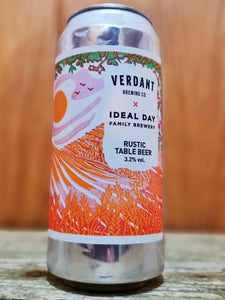 VERDANT
BREWING CO.
X
IDEAL DAY
FAMILY BREWERY
RUSTIC
TABLE BEER
3.2% vol.